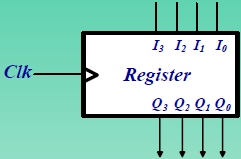 I3 I2 I1 I0
Clk Register
Q3 Q2 Q1 Q0